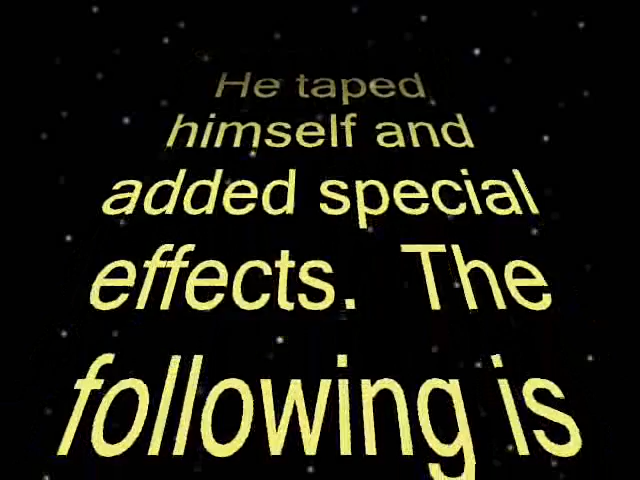 He taped
himself and
added special
effects.  The
following is